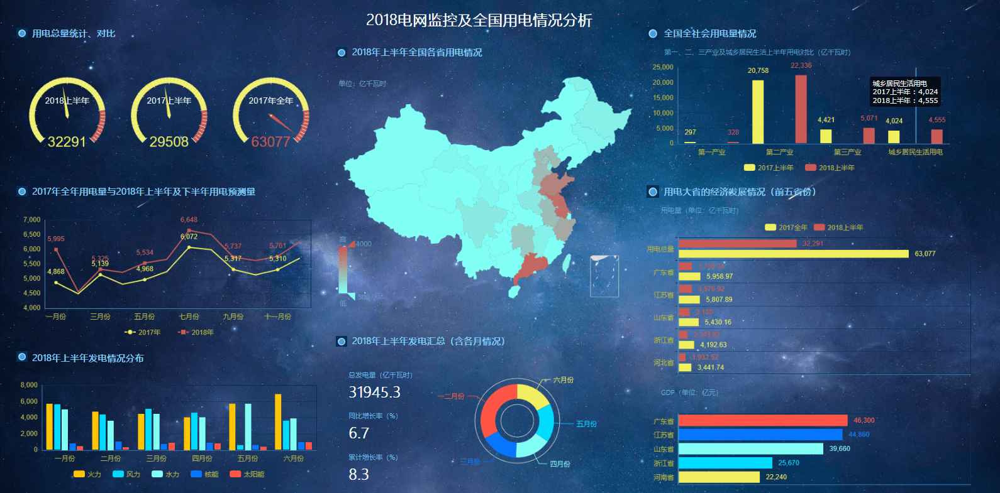 2018电网监控及全国用电情况分析
用电总量统计、对比
2018上半年
32291
2017上半年
29508
2017年全年
63077
2017年全年用电量与2018年上半年及下半年用电预测量
7,000
6,500
6,000
5,500
5,000
4,500
4,000
5,995
4,868
5,325
5,139
5,534
4,968
6,648
6,072
5,737
5,317
5,761
5,310
一月份 三月份 五月份 七月份 九月份 十一月份
2017年 2018年
2018年上半年发电情况分布
8,000
6,000
4,000
2,000
0
一月份 二月份 三月份 四月份 五月份 六月份
火力 风力 水力 核能 太阳能
2018年上半年全国各省用电情况
单位：亿千瓦时
高
4000
500
低
2018年上半年发电汇总（含各月情况）
总发电量（亿千瓦时）
31945.3
同比增长率（%）
6.7
累计增长率（%）
8.3
六月份
五月份
四月份
三月份
一二月份
全国全社会用电量情况
第一、二、三产业及城乡居民生活上半年用电对比（亿千瓦时）
25,000
20,000
15,000
10,000
5,000
0
297
328
20,758
22,336
4,421
5,071
4,024
4,555
城乡居民生活用电
2017上半年：4,024
2018上半年：4,555
第一产业 第二产业 第三产业 城乡居民生活用电
2017上半年 2018上半年
用电大省的经济发展情况（前五省份）
用电量（单位：亿千瓦时）
2017全年 2018上半年
用电总量
32,291
63,077
广东省
5,958.97
江苏省
3,576.92
5,807.89
山东省
3,100
5,430.16
浙江省
4,192.63
河北省
1,932.52
3,441.74
GDP（单位：亿元）
广东省 46,300
江苏省 44,860
山东省 39,660
浙江省 25,670
河南省 22,240